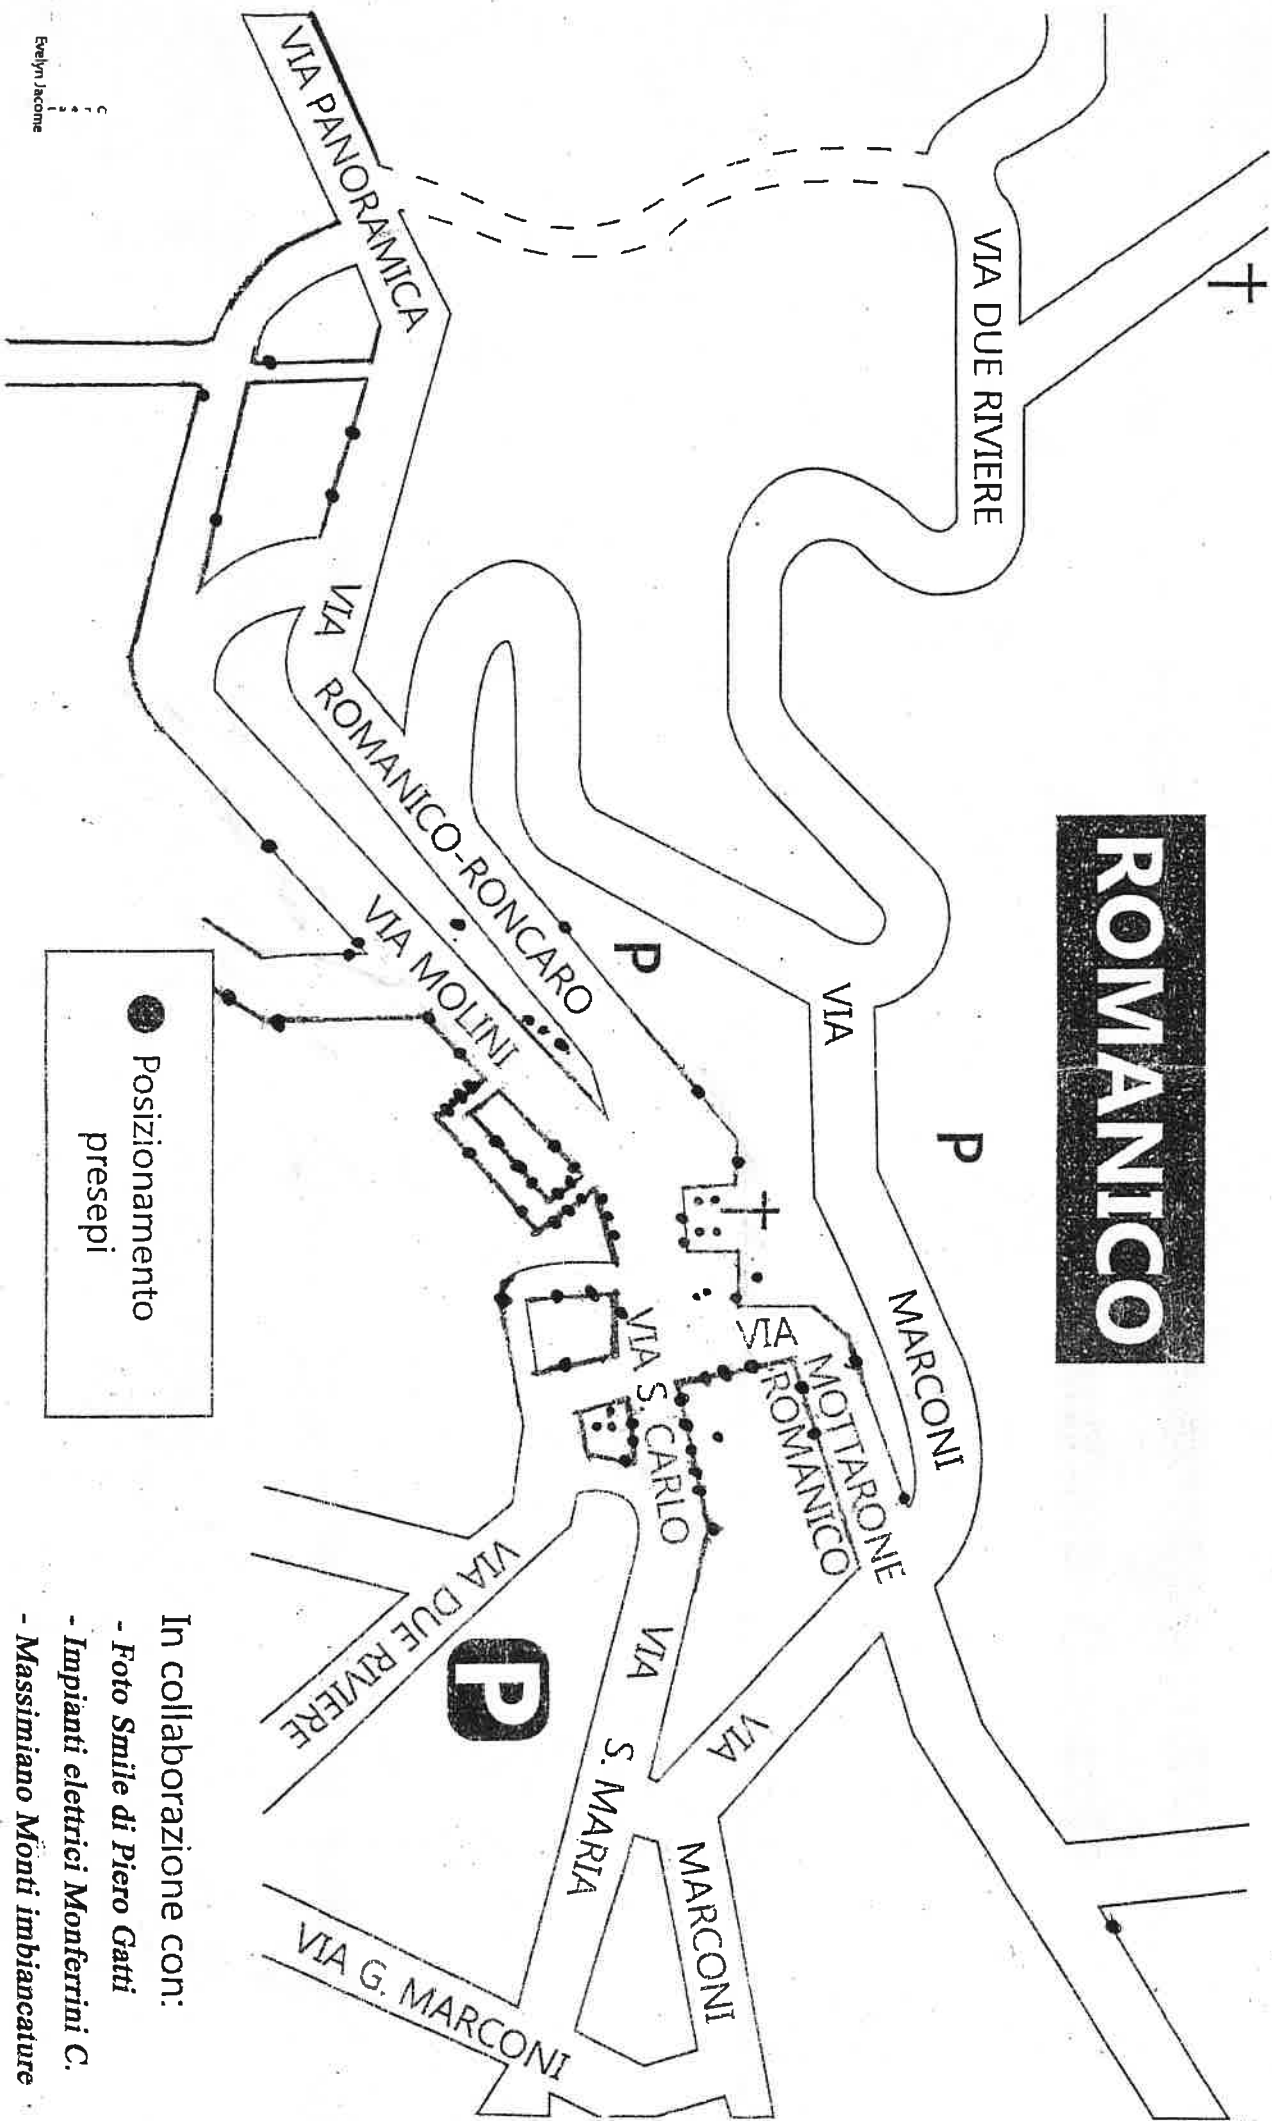 ROMANICO
VIA DUE RIVIERE
VIA PANORAMICA
VIA
ROMANICO-RONCARO
VIA MOLINI
P
P
VIA
MARCONI
VIA
MOTTARONE
ROMANICO
VIA S. CARLO
VIA
S. MARIA
VIA
MARCONI
VIA DUE RIVIERE
P
VIA G. MARCONI
Posizionamento
presepi
In collaborazione con:
- Foto Smile di Piero Gatti
- Impianti elettrici Monferrini C.
- Massimiano Monti imbiancature
Evelyn Jacome